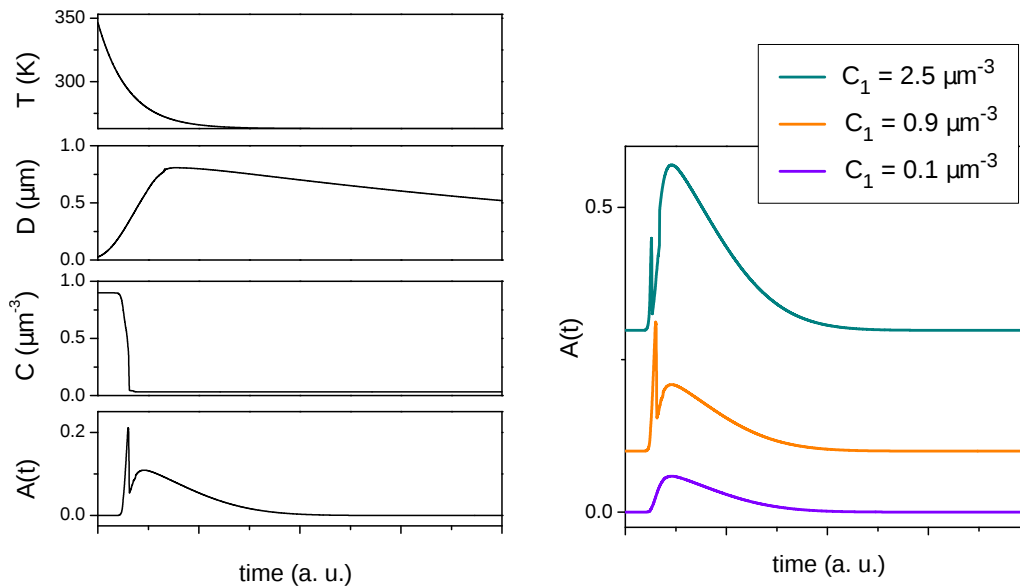 T (K)
350
300
D (µm)
1.0
0.5
0.0
C (µm-3)
1.0
0.5
0.0
A(t)
0.2
0.0
time (a. u.)
C1 = 2.5 µm-3
C1 = 0.9 µm-3
C1 = 0.1 µm-3
A(t)
0.5
0.0
time (a. u.)